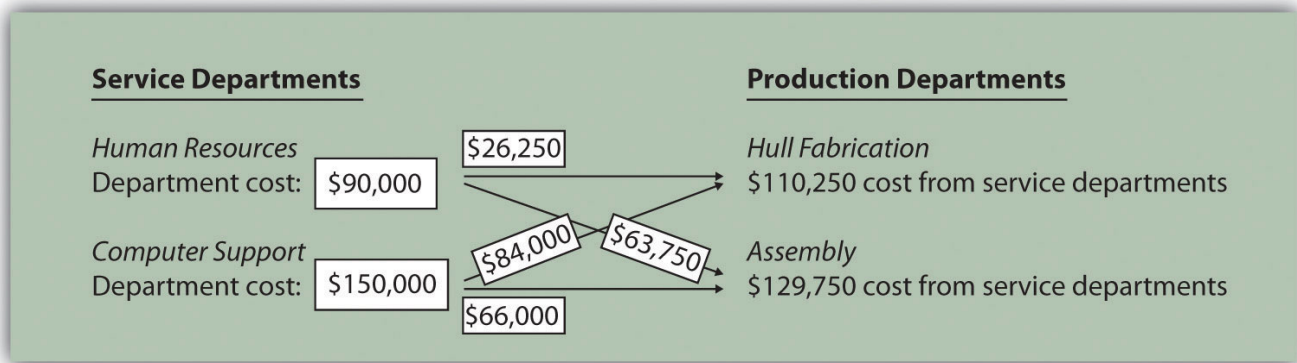 Service Departments
Production Departments
Human Resources
Department cost: $90,000
$26,250
Hull Fabrication
$110,250 cost from service departments
Computer Support
Department cost: $150,000
$84,000
$63,750
$66,000
Assembly
$129,750 cost from service departments